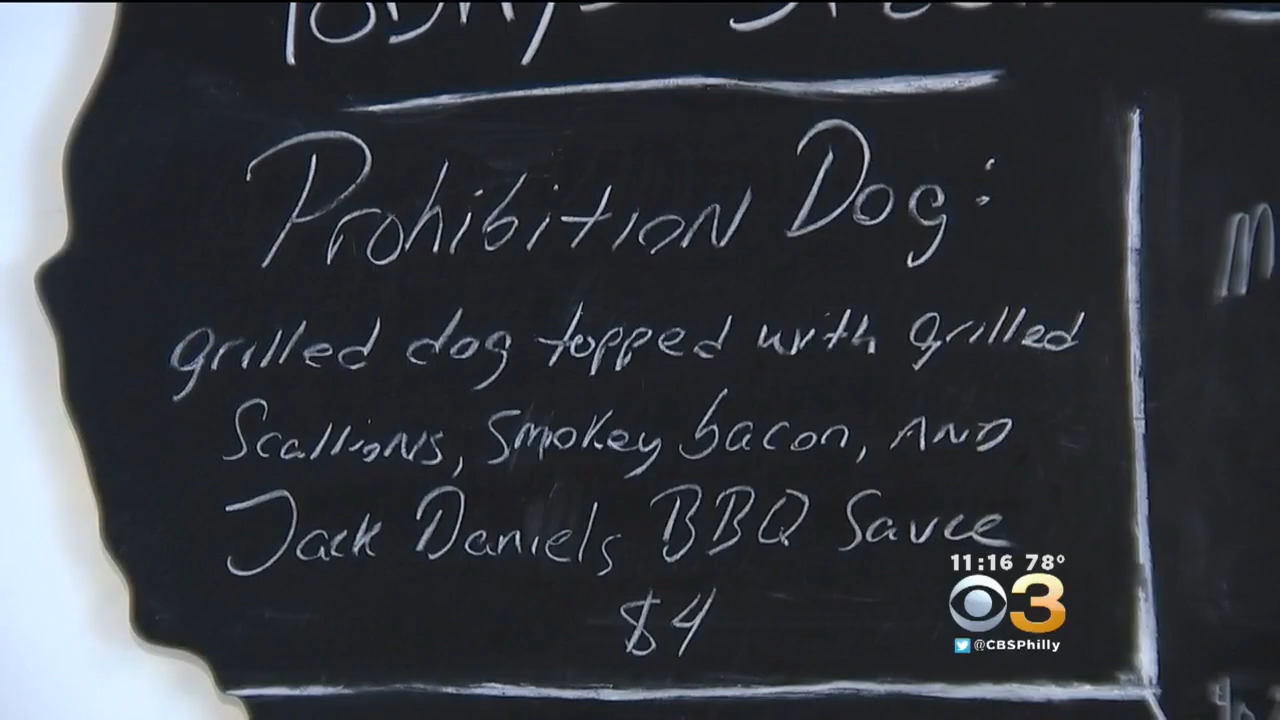 Today's
Prohibition Dog:
grilled dog topped with grilled
Scallions, Smokey bacon, AND
Jack Daniels BBQ Sauce
$4
11:16 78°
3
@CBSPhilly